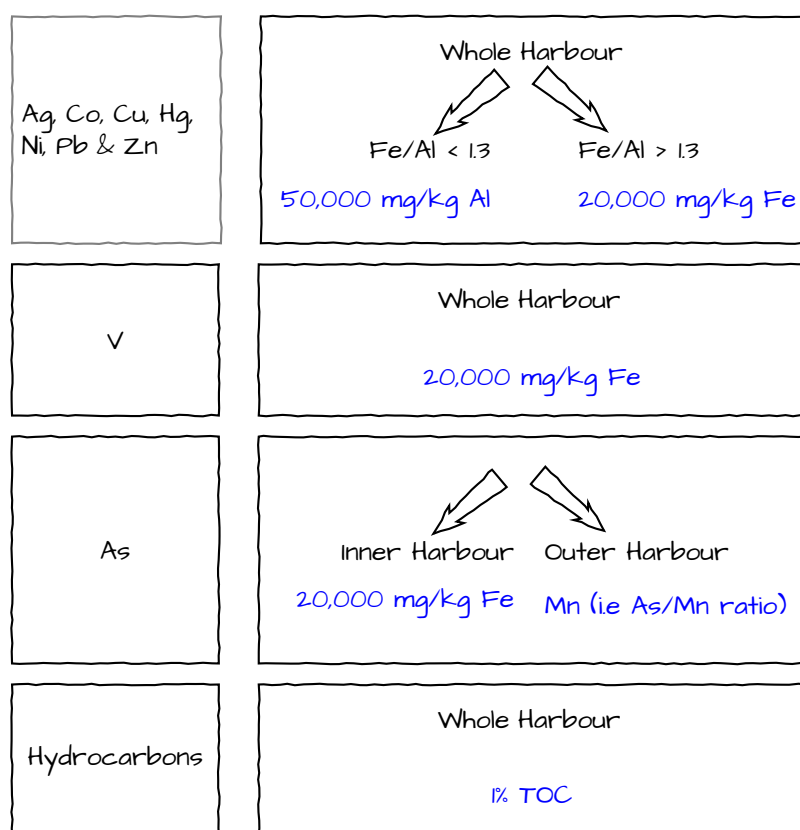 Ag, Co, Cu, Hg,
Ni, Pb & Zn
Whole Harbour
Fe/Al < 1.3
Fe/Al > 1.3
50,000 mg/kg Al
20,000 mg/kg Fe
V
Whole Harbour
20,000 mg/kg Fe
As
Inner Harbour
Outer Harbour
20,000 mg/kg Fe
Mn (i.e As/Mn ratio)
Hydrocarbons
Whole Harbour
1% TOC